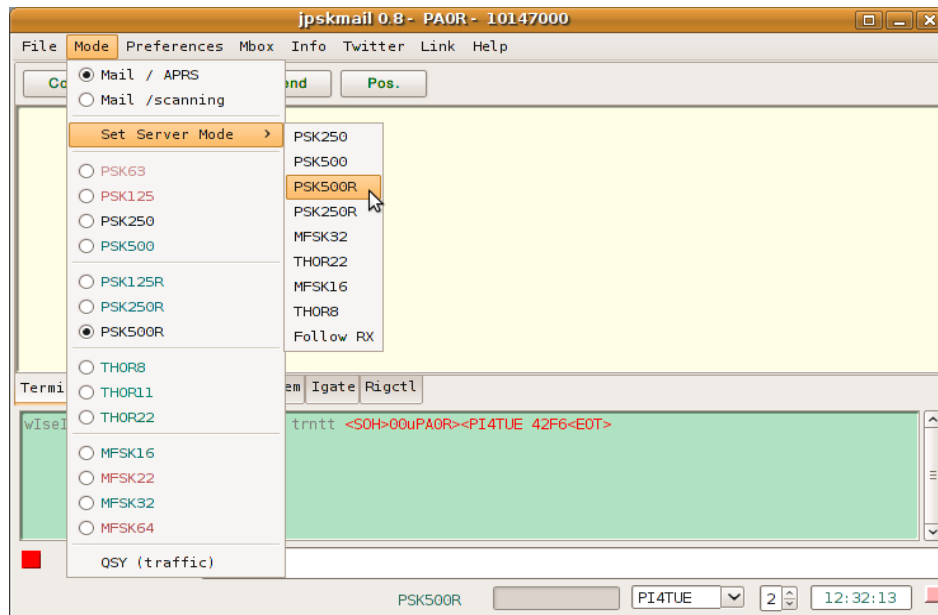 jpskmail 0.8 - PA0R - 10147000
File Mode Preferences Mbox Info Twitter Link Help
Pos.
Mail / APRS
Mail /scanning
Set Server Mode
PSK63
PSK125
PSK250
PSK500
PSK125R
PSK250R
PSK500R
THOR8
THOR11
THOR22
MFSK16
MFSK22
MFSK32
MFSK64
QSY (traffic)
PSK250
PSK500
PSK500R
PSK250R
MFSK32
THOR22
MFSK16
THOR8
Follow RX
Igate Rigctl
trntt <SOH>00uPA0R><PI4TUE 42F6<EOT>
PSK500R PI4TUE 2 12:32:13